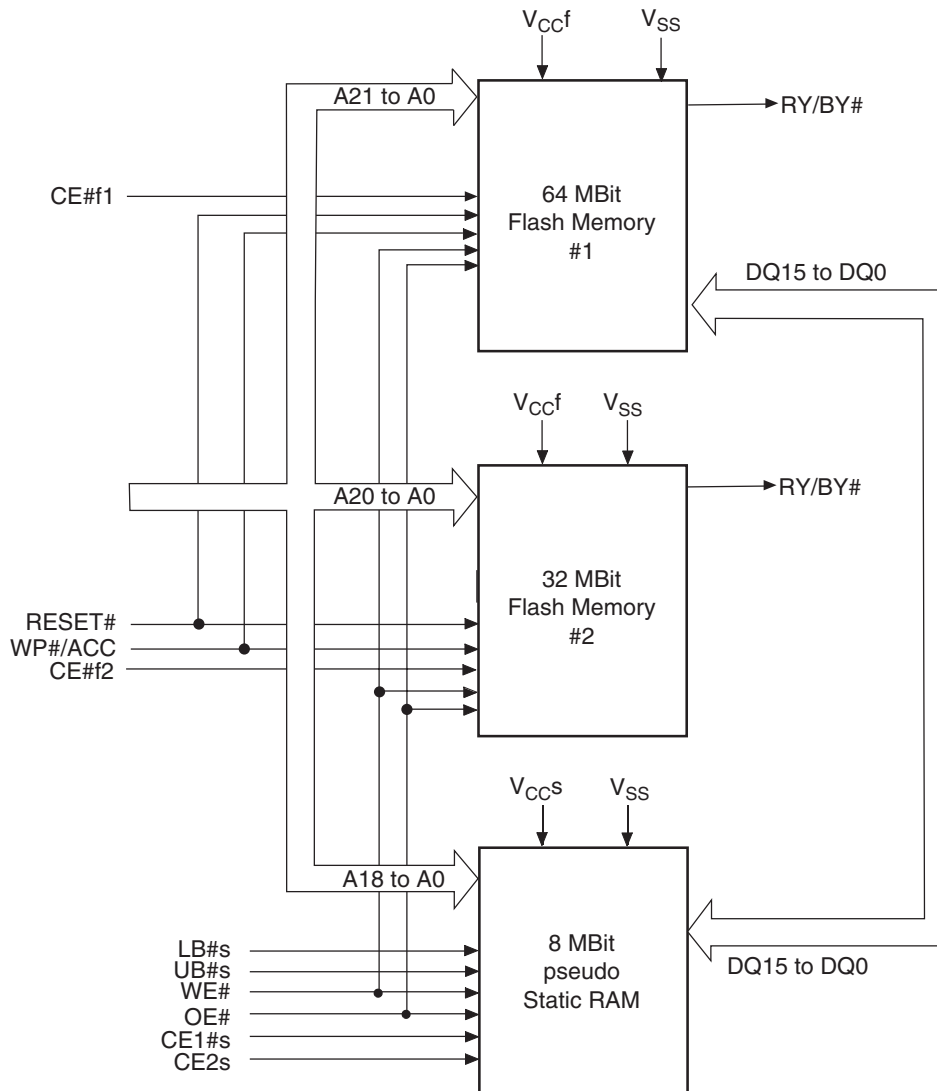 VCCf
VSS
A21 to A0
RY/BY#
CE#f1
64 MBit
Flash Memory
#1
DQ15 to DQ0
VCCf
VSS
A20 to A0
RY/BY#
32 MBit
Flash Memory
#2
RESET#
WP#/ACC
CE#f2
VCCs
VSS
A18 to A0
8 MBit
pseudo
Static RAM
DQ15 to DQ0
LB#s
UB#s
WE#
OE#
CE1#s
CE2s